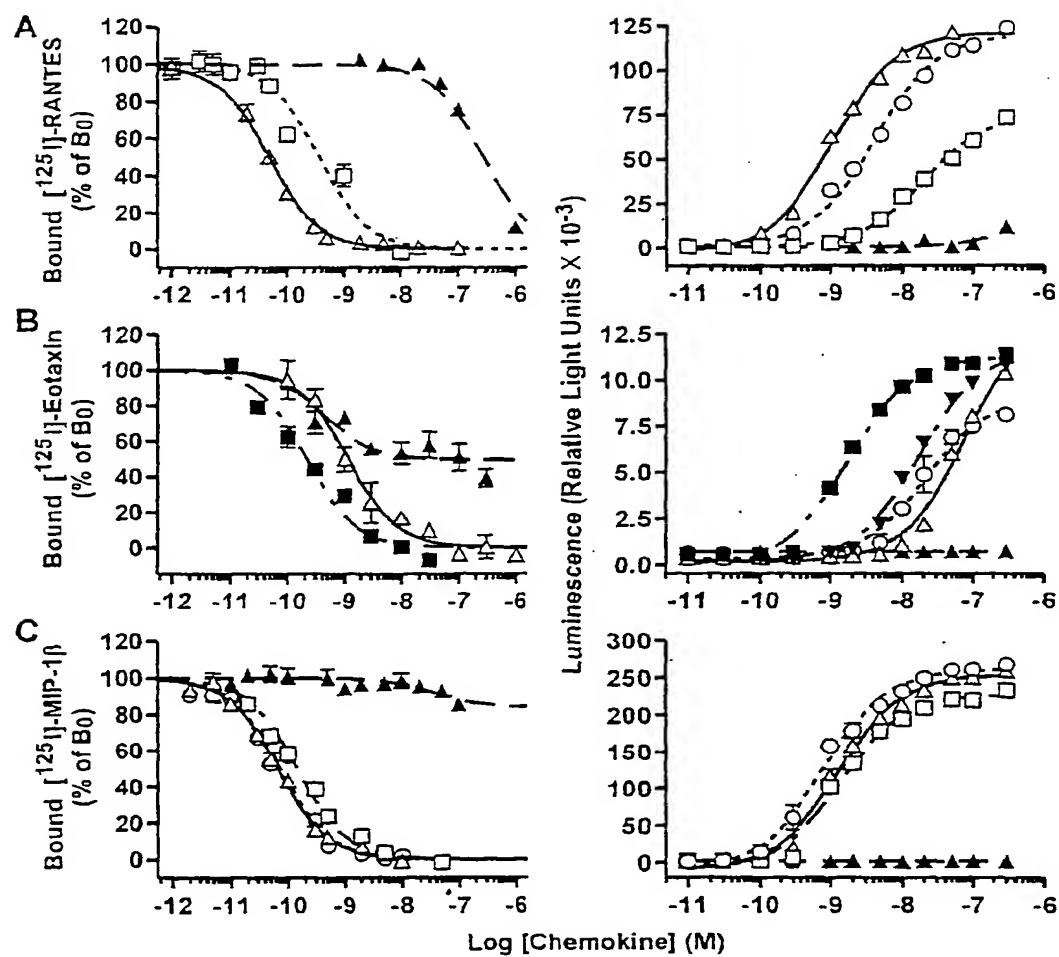 A
Bound [125I]-RANTES
(% of B0)
120
100
80
60
40
20
0
-12 -11 -10 -9 -8 -7 -6
125
100
75
50
25
0
-11 -10 -9 -8 -7 -6
B
Bound [125I]-Eotaxin
(% of B0)
120
100
80
60
40
20
0
-12 -11 -10 -9 -8 -7 -6
Luminescence (Relative Light Units X 10-3)
12.5
10.0
7.5
5.0
2.5
0.0
-11 -10 -9 -8 -7 -6
C
Bound [125I]-MIP-1β
(% of B0)
120
100
80
60
40
20
0
-12 -11 -10 -9 -8 -7 -6
300
250
200
150
100
50
0
-11 -10 -9 -8 -7 -6
Log [Chemokine] (M)